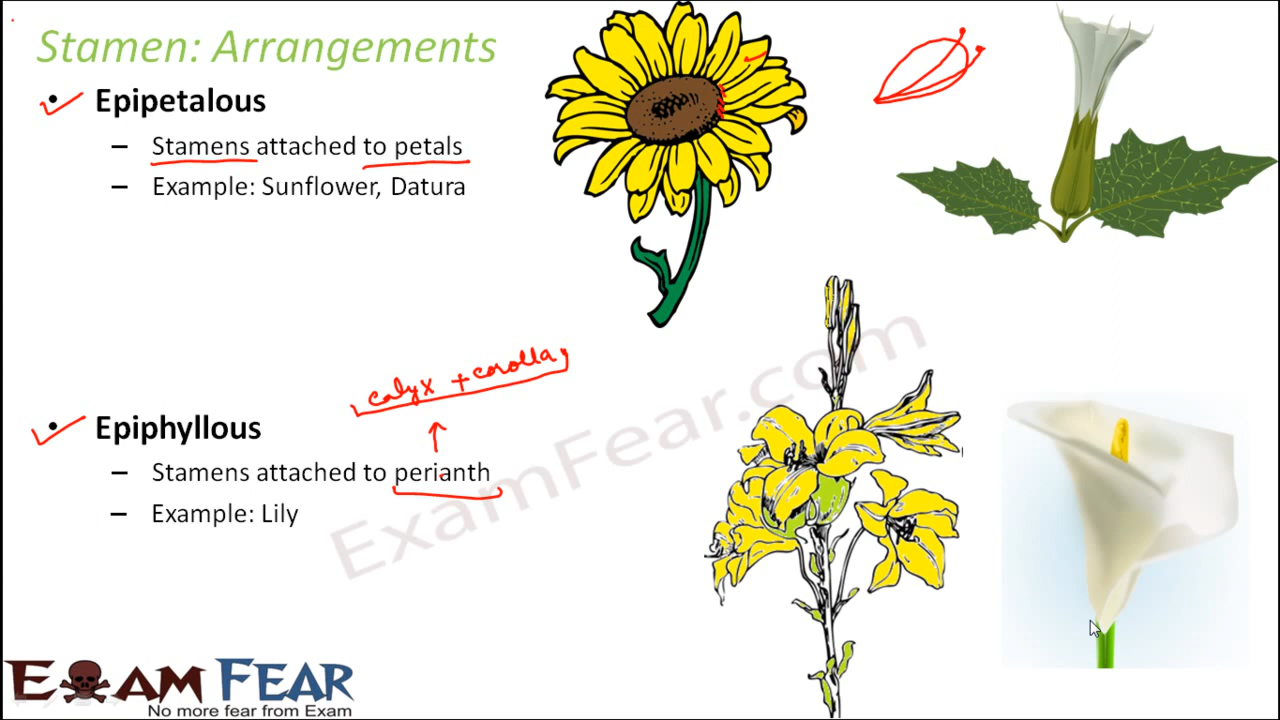 Stamen: Arrangements
• Epipetalous
– Stamens attached to petals
– Example: Sunflower, Datura
calyx + corolla
• Epiphyllous
– Stamens attached to perianth
– Example: Lily
ExamFear.com
EXAM FEAR
No more fear from Exam